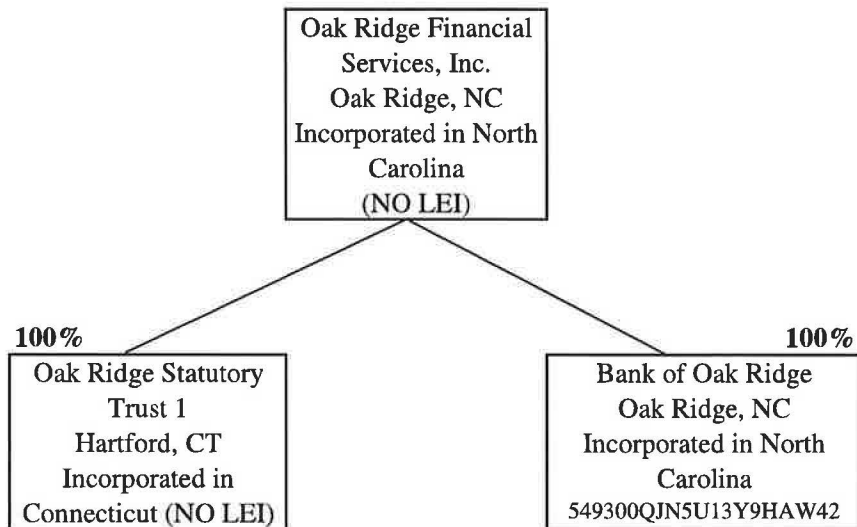 Oak Ridge Financial
Services, Inc.
Oak Ridge, NC
Incorporated in North
Carolina
(NO LEI)
100%
Oak Ridge Statutory
Trust 1
Hartford, CT
Incorporated in
Connecticut (NO LEI)
100%
Bank of Oak Ridge
Oak Ridge, NC
Incorporated in North
Carolina
549300QJN5U13Y9HAW42